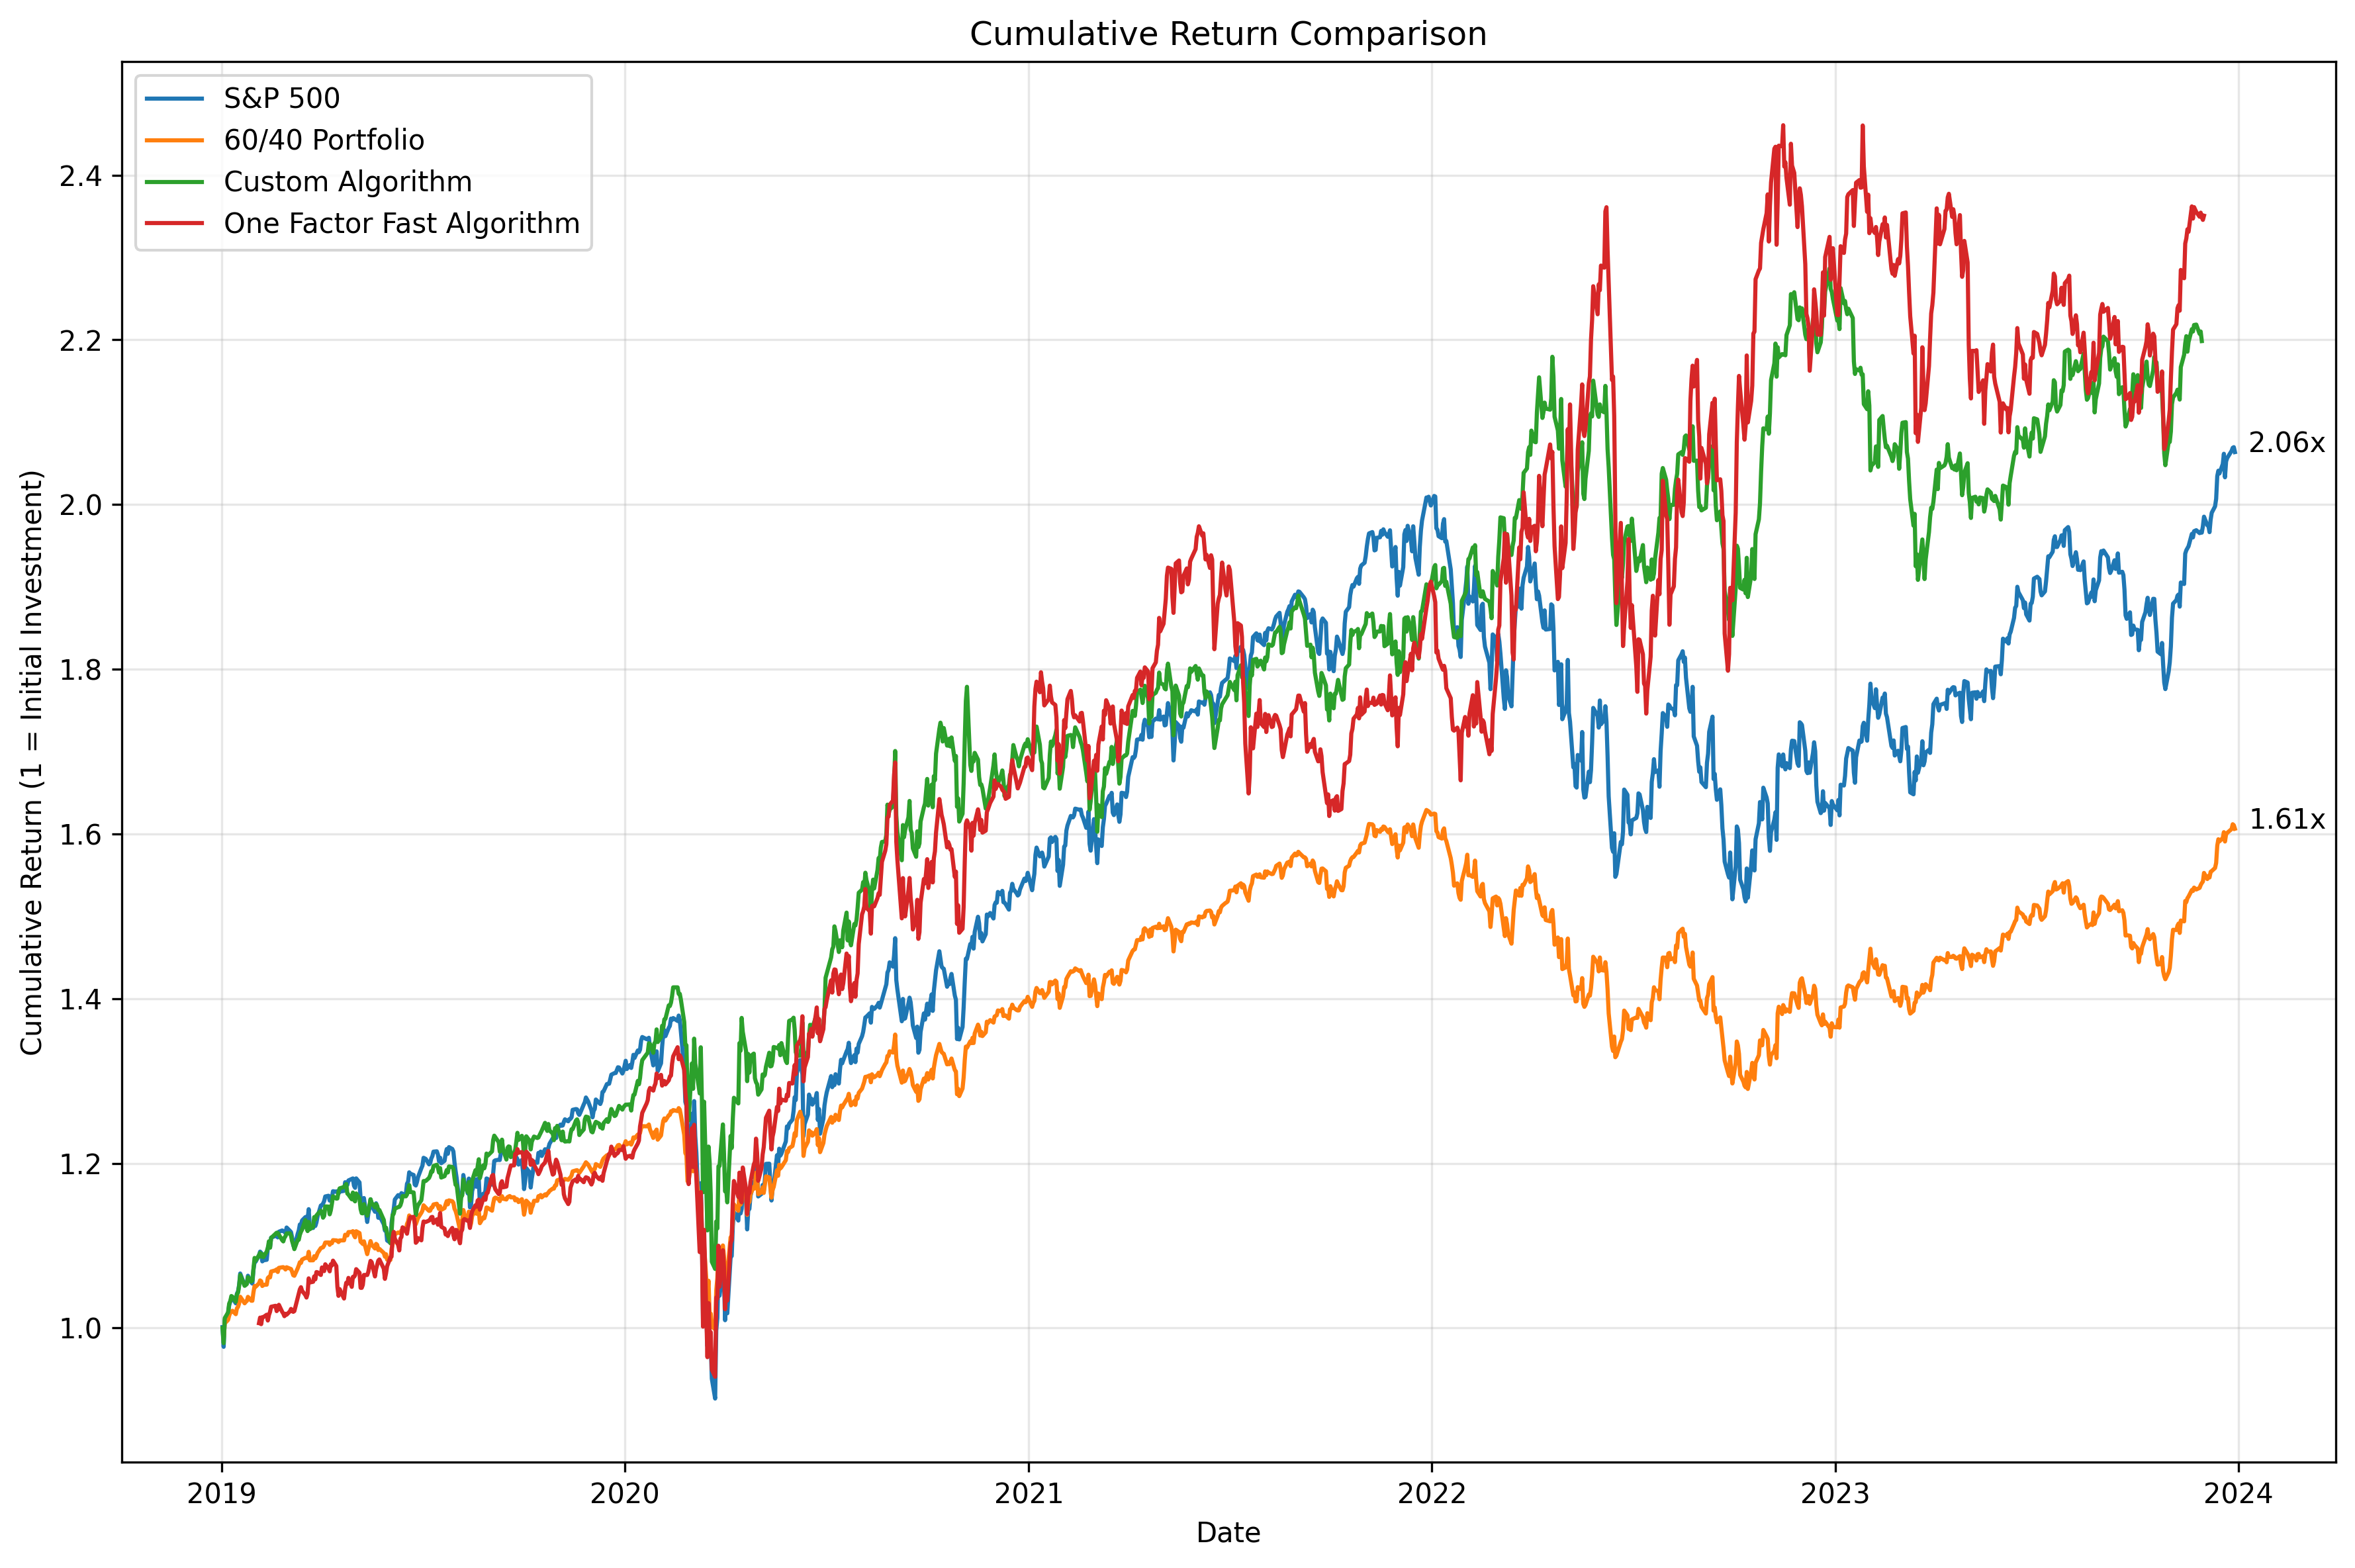 Cumulative Return Comparison
S&P 500
60/40 Portfolio
Custom Algorithm
One Factor Fast Algorithm
Cumulative Return (1 = Initial Investment)
2.4
2.2
2.0
1.8
1.6
1.4
1.2
1.0
2.06x
1.61x
2019
2020
2021
2022
2023
2024
Date